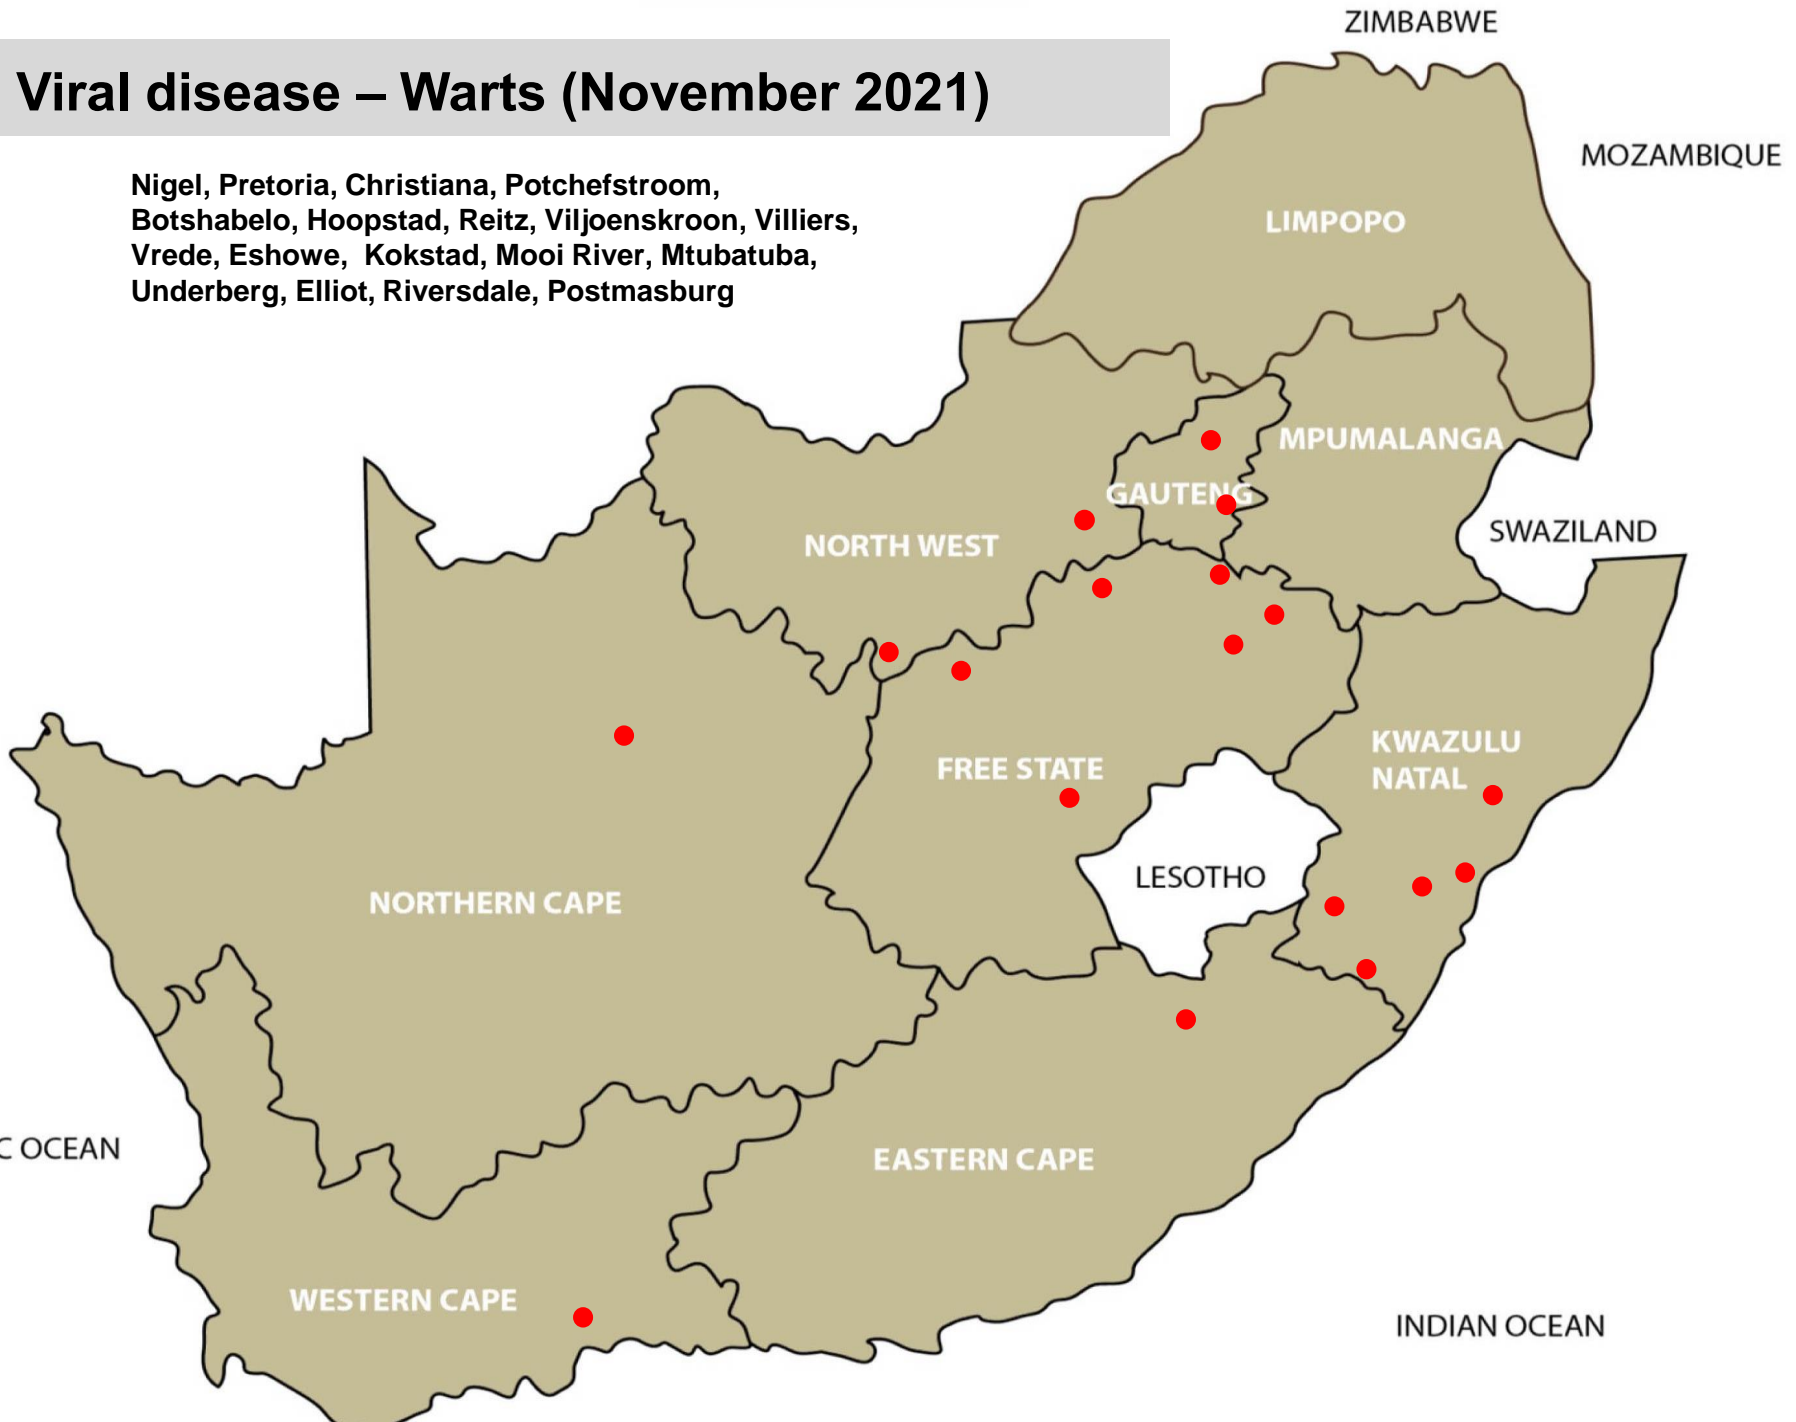 ZIMBABWE
Viral disease – Warts (November 2021)
MOZAMBIQUE
Nigel, Pretoria, Christiana, Potchefstroom,
Botshabelo, Hoopstad, Reitz, Viljoenskroon, Villiers,
Vrede, Eshowe, Kokstad, Mooi River, Mtubatuba,
Underberg, Elliot, Riversdale, Postmasburg
LIMPOPO
MPUMALANGA
GAUTENG
SWAZILAND
NORTH WEST
KWAZULU
NATAL
FREE STATE
LESOTHO
NORTHERN CAPE
C OCEAN
EASTERN CAPE
WESTERN CAPE
INDIAN OCEAN